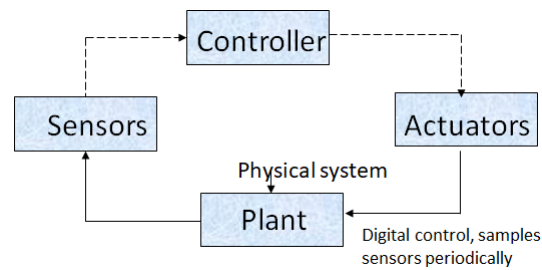 Controller
Sensors
Actuators
Physical system
Plant
Digital control, samples
sensors periodically